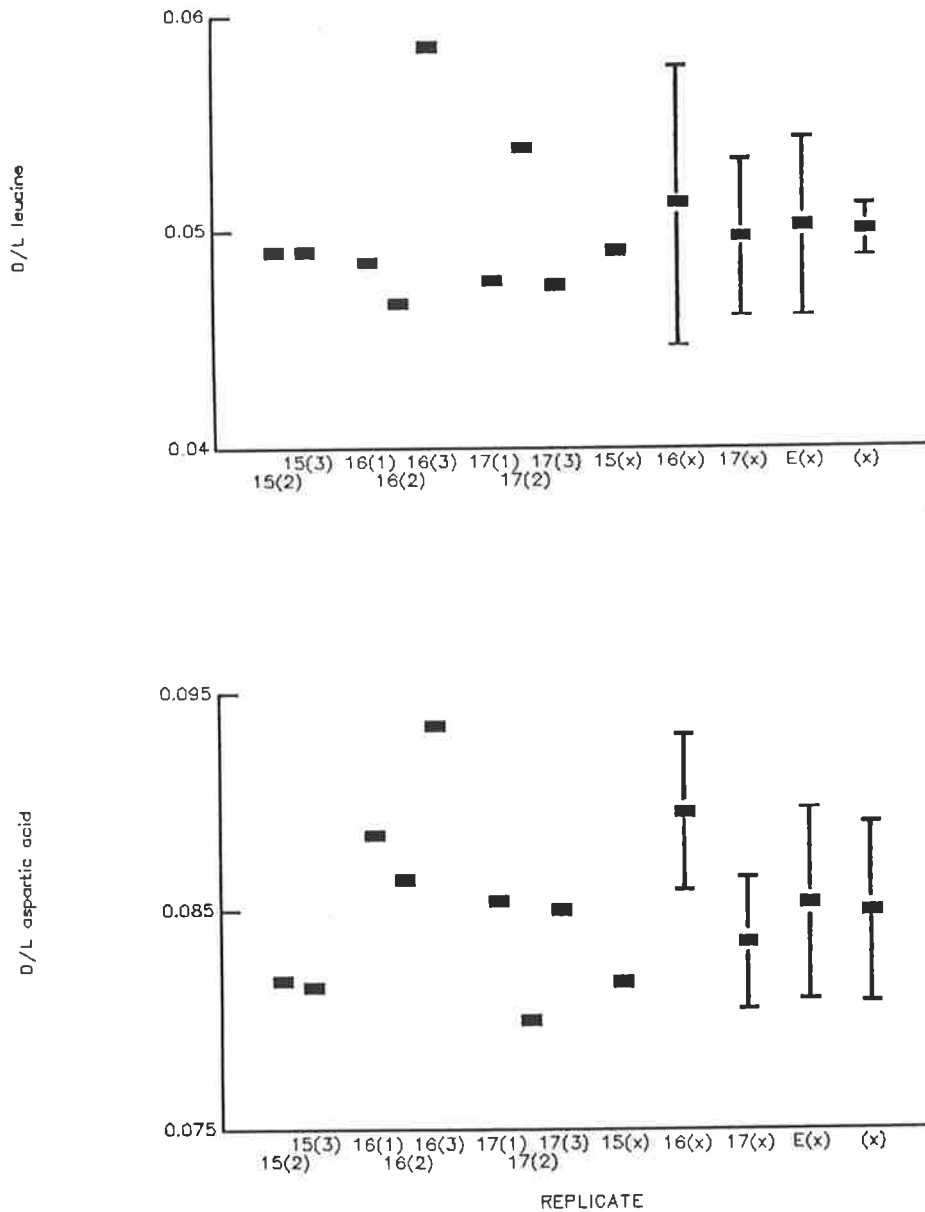 0.06
D/L leucine
0.05
0.04
15(3) 16(1) 16(3) 17(1) 17(3) 15(x) 16(x) 17(x) E(x) (x)
15(2) 16(2) 17(2)
0.095
D/L aspartic acid
0.085
0.075
15(3) 16(1) 16(3) 17(1) 17(3) 15(x) 16(x) 17(x) E(x) (x)
15(2) 16(2) 17(2)
REPLICATE